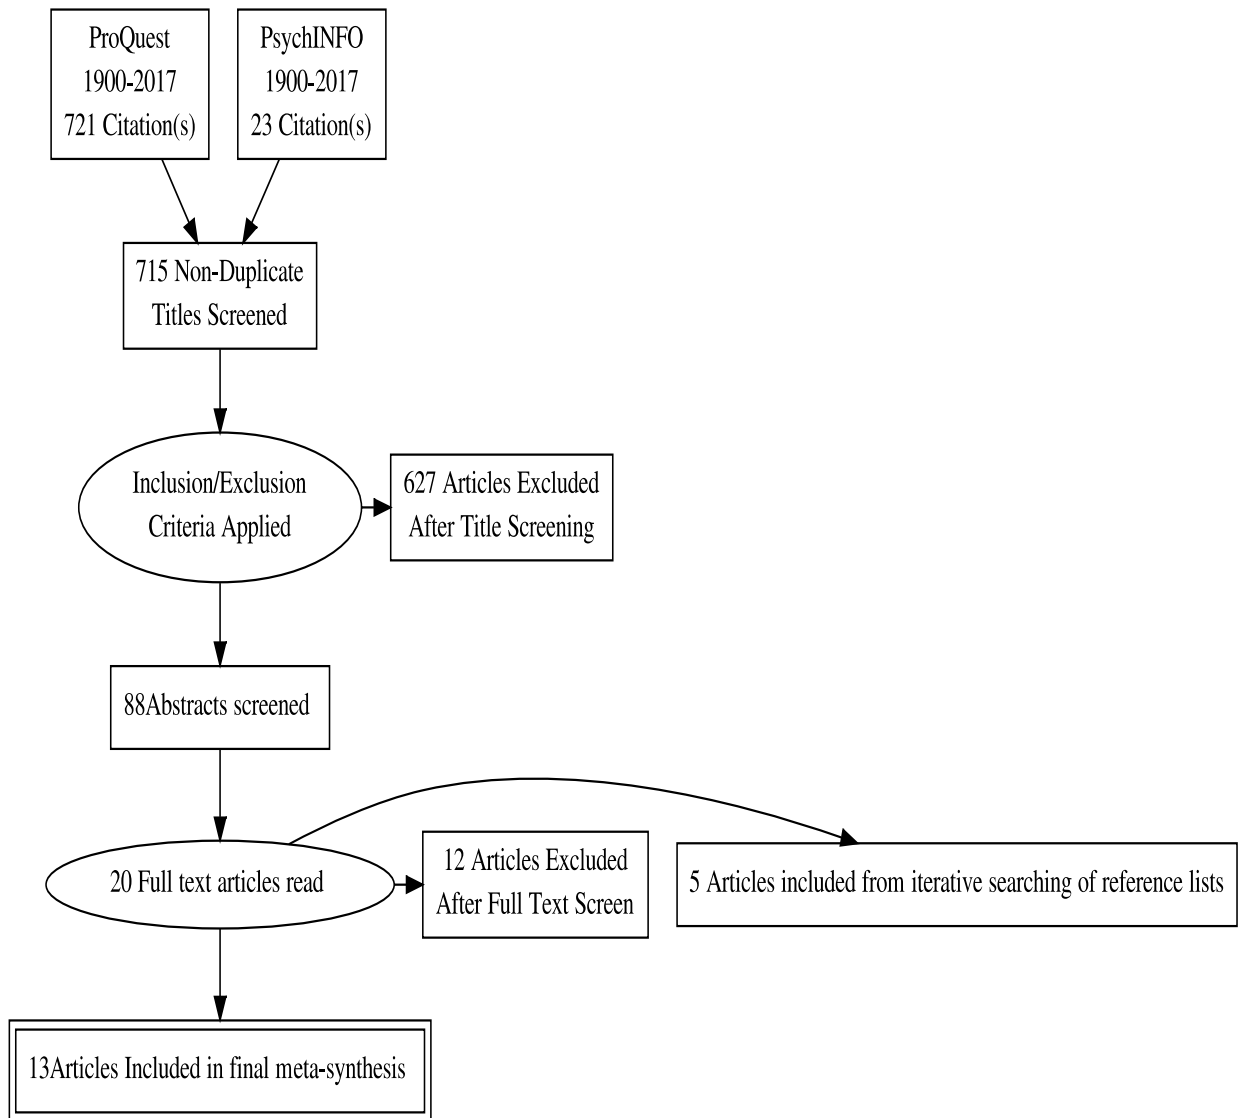 ProQuest
1900-2017
721 Citation(s)
PsychINFO
1900-2017
23 Citation(s)
715 Non-Duplicate
Titles Screened
Inclusion/Exclusion
Criteria Applied
627 Articles Excluded
After Title Screening
88Abstracts screened
20 Full text articles read
12 Articles Excluded
After Full Text Screen
5 Articles included from iterative searching of reference lists
13Articles Included in final meta-synthesis